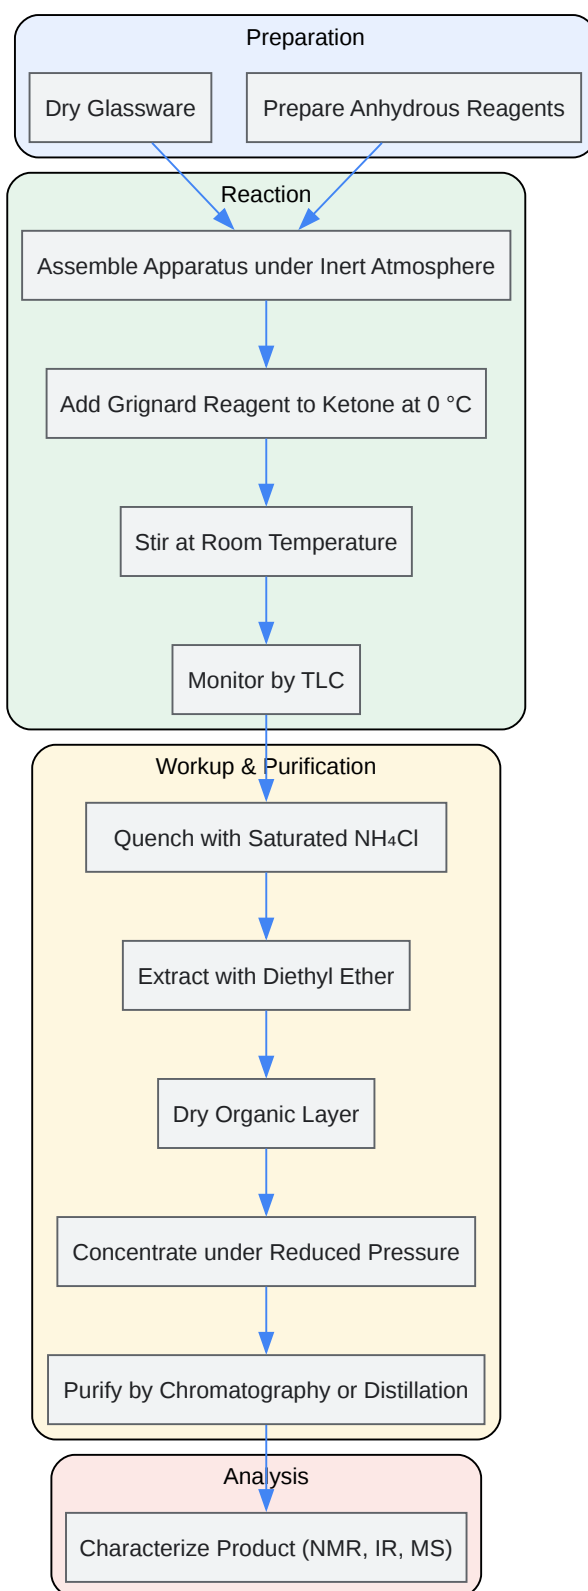 Preparation
Dry Glassware
Prepare Anhydrous Reagents
Reaction
Assemble Apparatus under Inert Atmosphere
Add Grignard Reagent to Ketone at 0 °C
Stir at Room Temperature
Monitor by TLC
Workup & Purification
Quench with Saturated NH₄Cl
Extract with Diethyl Ether
Dry Organic Layer
Concentrate under Reduced Pressure
Purify by Chromatography or Distillation
Analysis
Characterize Product (NMR, IR, MS)